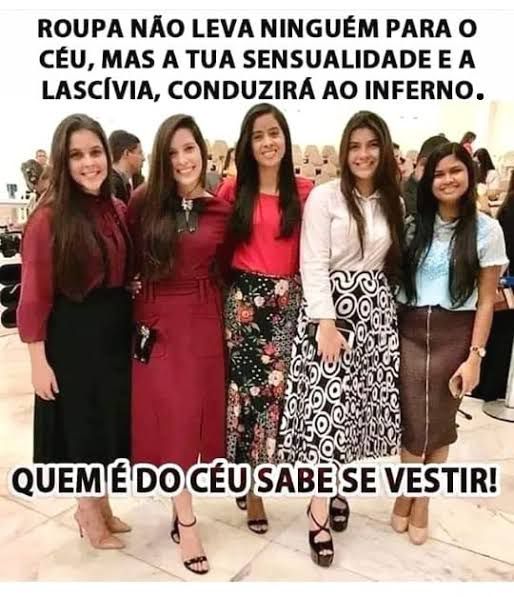 ROUPA NÃO LEVA NINGUÉM PARA O
CÉU, MAS A TUA SENSUALIDADE E A
LASCÍVIA, CONDUZIRÁ AO INFERNO.
QUEM É DO CÉU SABE SE VESTIR!